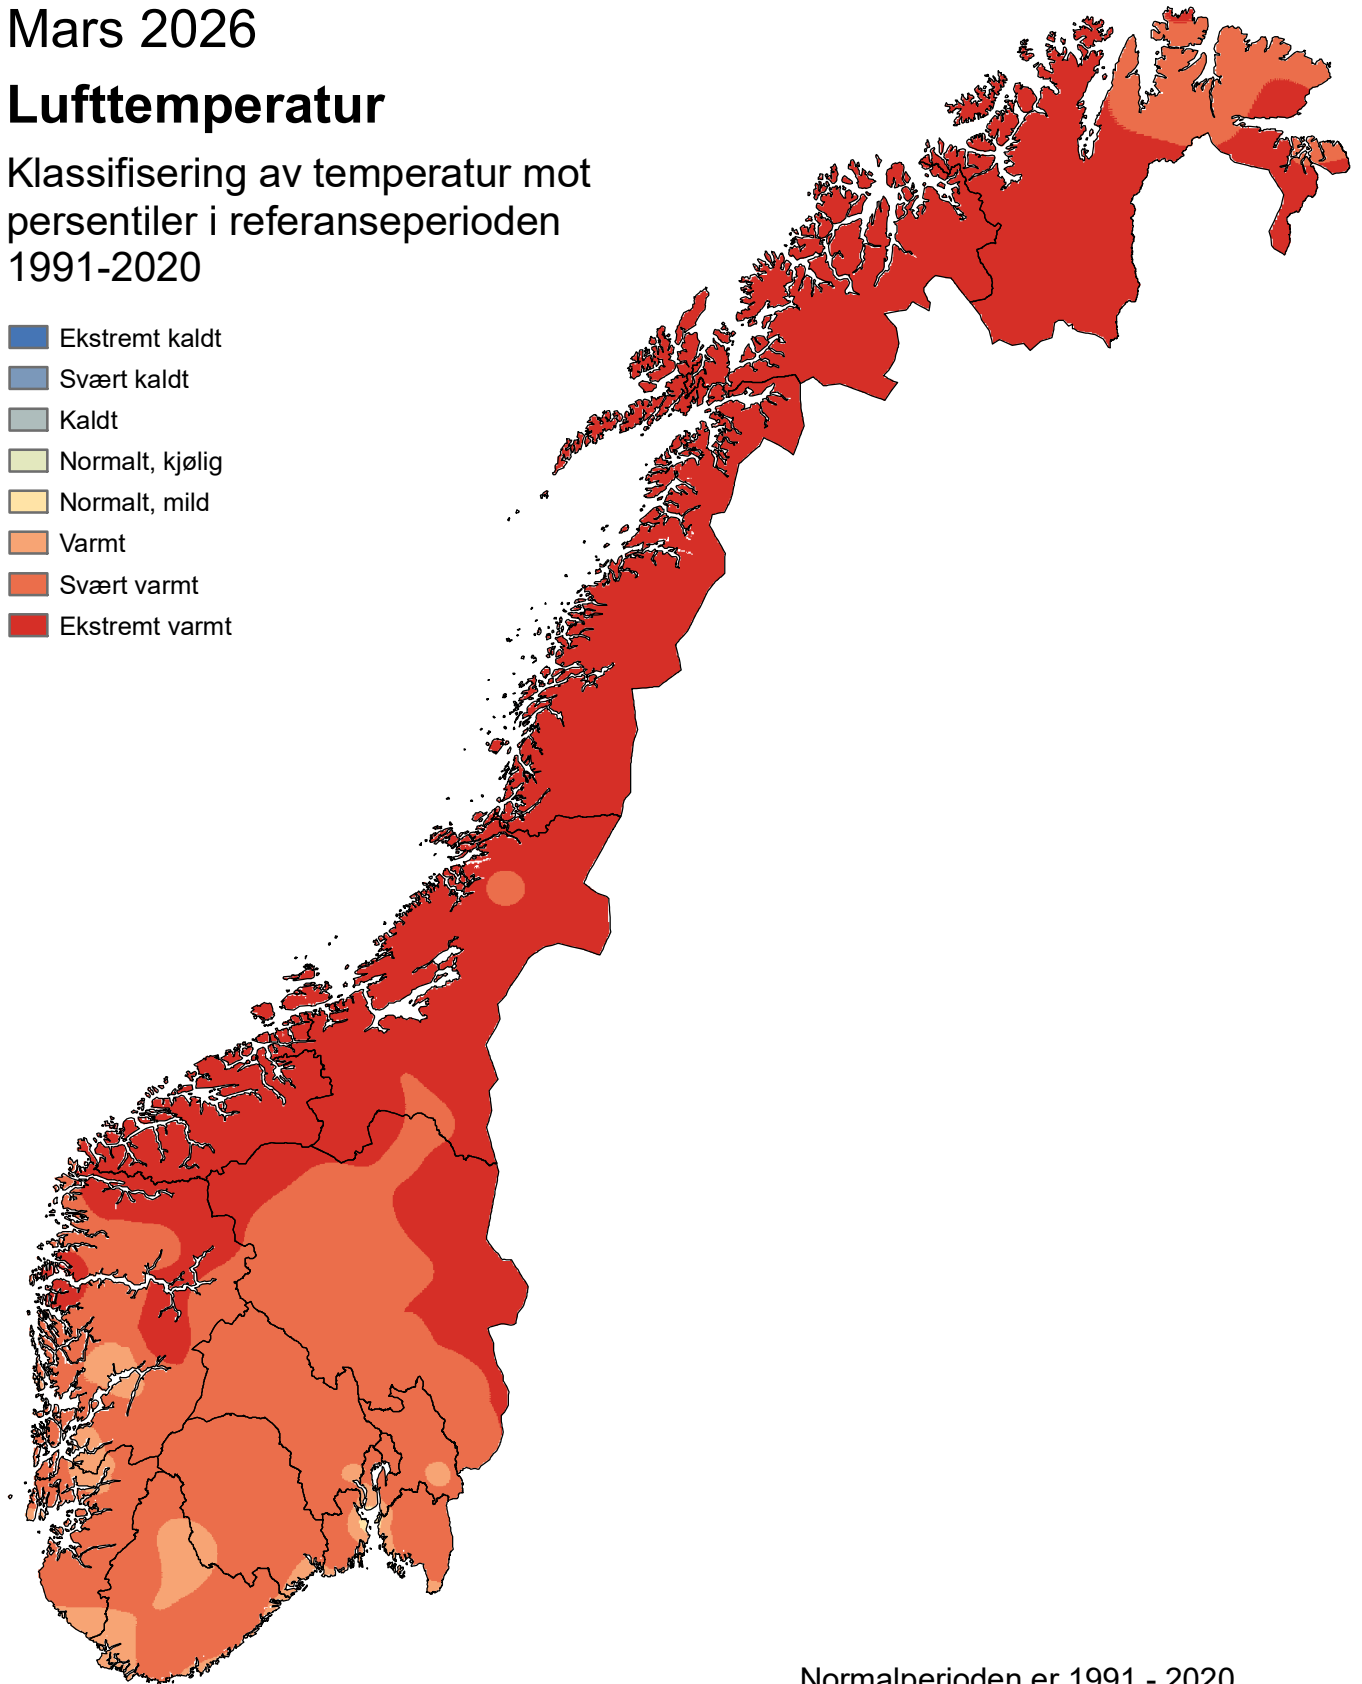 Mars 2026
Lufttemperatur
Klassifisering av temperatur mot
persentiler i referanseperioden
1991-2020
Ekstremt kaldt
Svært kaldt
Kaldt
Normalt, kjølig
Normalt, mild
Varmt
Svært varmt
Ekstremt varmt
Normalperioden er 1991 - 2020